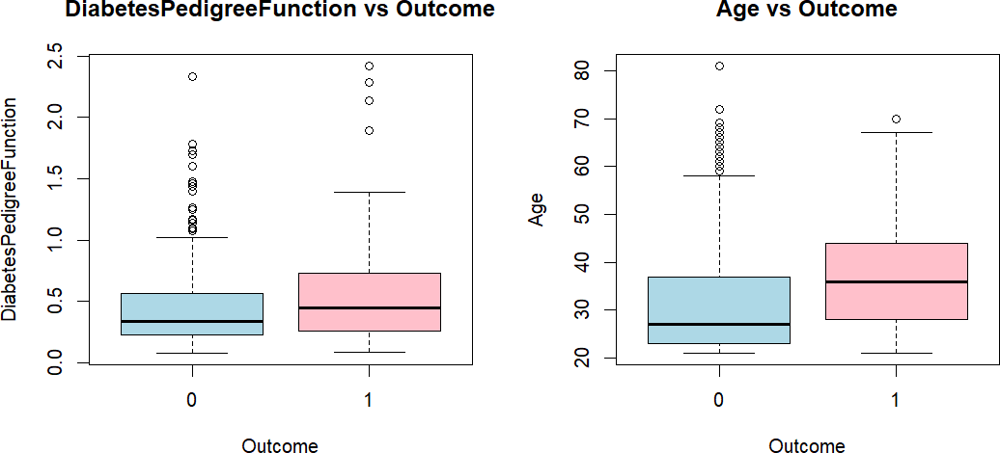 DiabetesPedigreeFunction vs Outcome
DiabetesPedigreeFunction
2.5
2.0
1.5
1.0
0.5
0.0
0 1
Outcome
Age vs Outcome
Age
80
70
60
50
40
30
20
0 1
Outcome